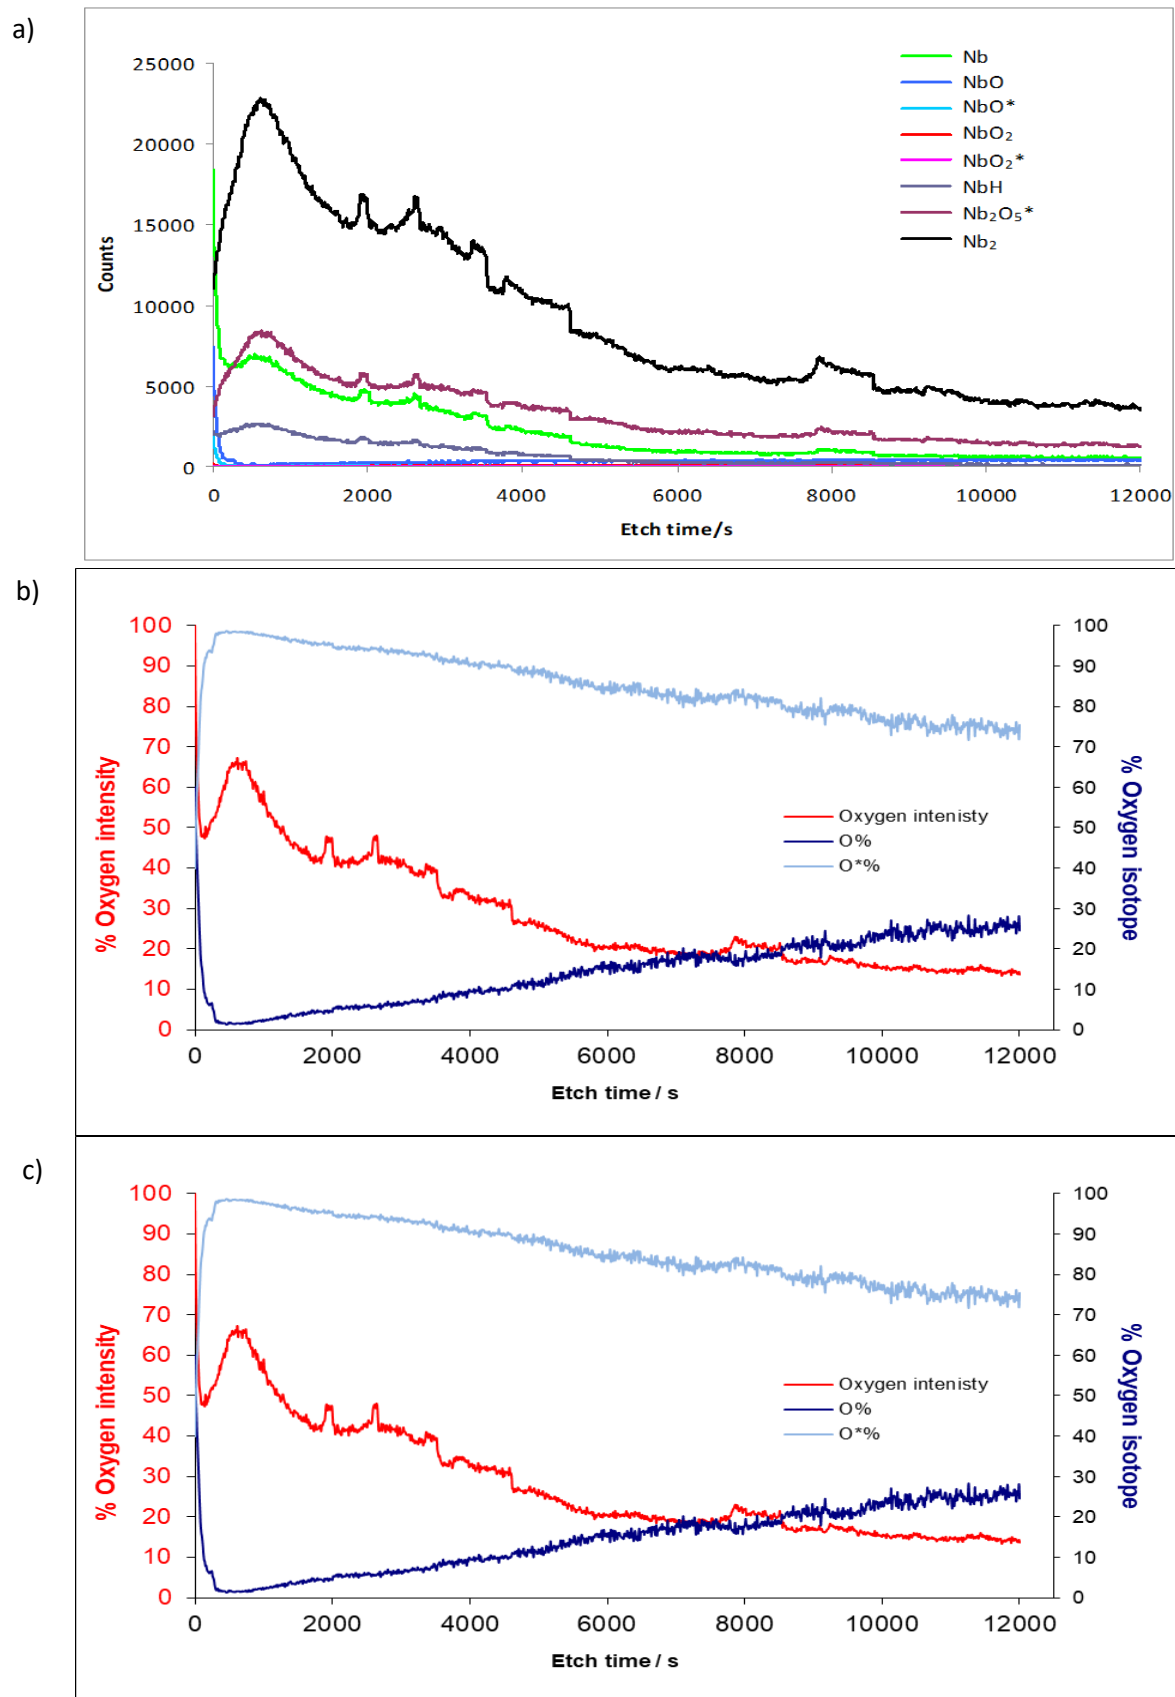 a)
25000
20000
15000
10000
5000
0
Counts
Nb
NbO
NbO*
NbO₂
NbO₂*
NbH
Nb₂O₅*
Nb₂
0 2000 4000 6000 8000 10000 12000
Etch time/s
b)
100
90
80
70
60
50
40
30
20
10
0
% Oxygen intensity
Oxygen intenisty
O%
O*%
100
90
80
70
60
50
40
30
20
10
0
% Oxygen isotope
0 2000 4000 6000 8000 10000 12000
Etch time / s
c)
100
90
80
70
60
50
40
30
20
10
0
% Oxygen intensity
Oxygen intenisty
O%
O*%
100
90
80
70
60
50
40
30
20
10
0
% Oxygen isotope
0 2000 4000 6000 8000 10000 12000
Etch time / s